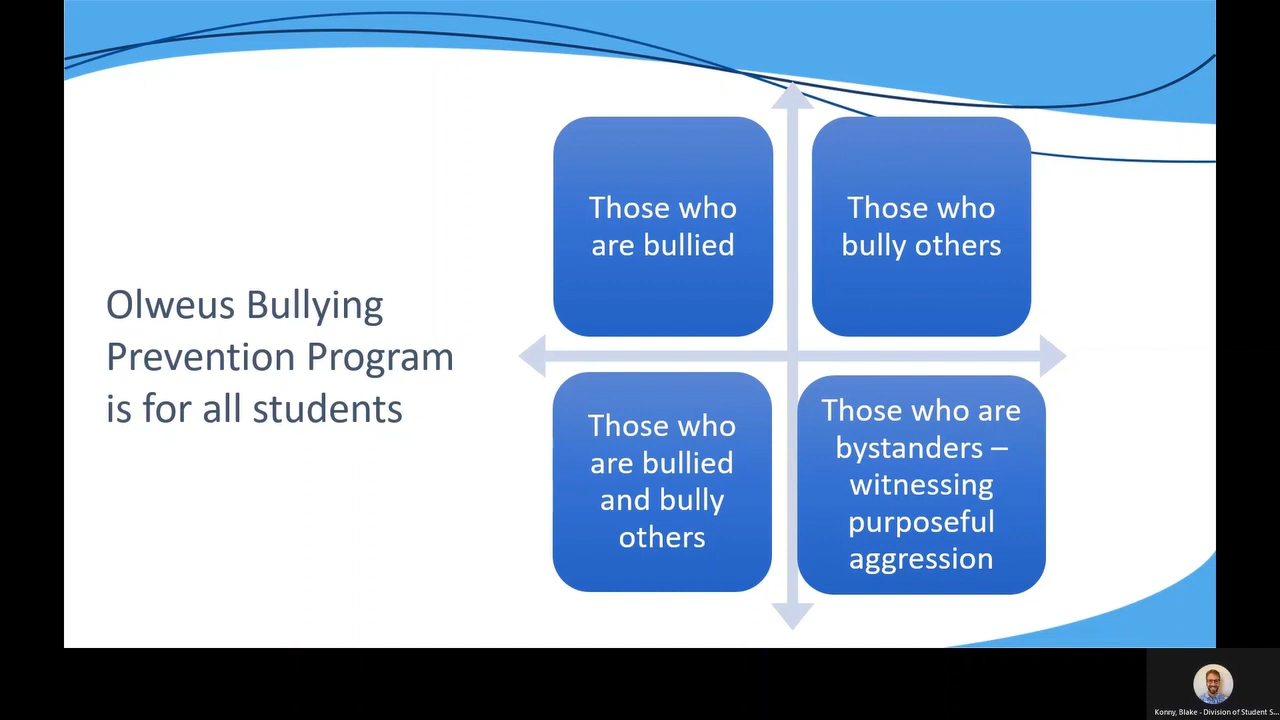 Olweus Bullying
Prevention Program
is for all students
Those who
are bullied
Those who
bully others
Those who
are bullied
and bully
others
Those who are
bystanders –
witnessing
purposeful
aggression
Konny, Blake - Division of Student S...